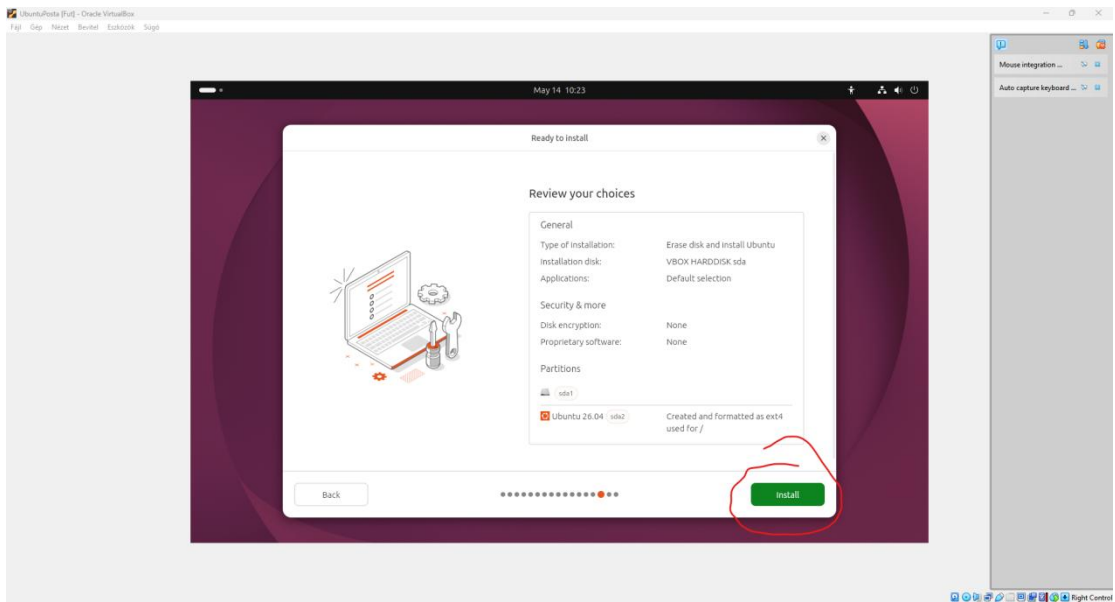 UbuntuPosta [Fut] - Oracle VirtualBox
Fájl Gép Nézet Bevitel Eszközök Súgó
Mouse integration ...
Auto capture keyboard ...
May 14 10:23
Ready to install
Review your choices
General
Type of installation: Erase disk and install Ubuntu
Installation disk: VBOX HARDDISK sda
Applications: Default selection
Security & more
Disk encryption: None
Proprietary software: None
Partitions
sda1
Ubuntu 26.04 sda2 Created and formatted as ext4
used for /
Back
Install
Right Control